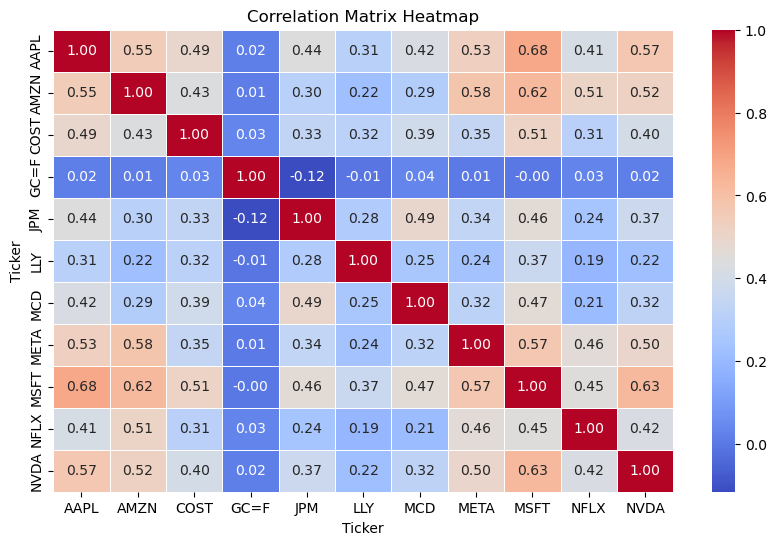 Correlation Matrix Heatmap
AAPL 1.00 0.55 0.49 0.02 0.44 0.31 0.42 0.53 0.68 0.41 0.57
AMZN 0.55 1.00 0.43 0.01 0.30 0.22 0.29 0.58 0.62 0.51 0.52
COST 0.49 0.43 1.00 0.03 0.33 0.32 0.39 0.35 0.51 0.31 0.40
GC=F 0.02 0.01 0.03 1.00 -0.12 -0.01 0.04 0.01 -0.00 0.03 0.02
JPM 0.44 0.30 0.33 -0.12 1.00 0.28 0.49 0.34 0.46 0.24 0.37
LLY 0.31 0.22 0.32 -0.01 0.28 1.00 0.25 0.24 0.37 0.19 0.22
MCD 0.42 0.29 0.39 0.04 0.49 0.25 1.00 0.32 0.47 0.21 0.32
META 0.53 0.58 0.35 0.01 0.34 0.24 0.32 1.00 0.57 0.46 0.50
MSFT 0.68 0.62 0.51 -0.00 0.46 0.37 0.47 0.57 1.00 0.45 0.63
NFLX 0.41 0.51 0.31 0.03 0.24 0.19 0.21 0.46 0.45 1.00 0.42
NVDA 0.57 0.52 0.40 0.02 0.37 0.22 0.32 0.50 0.63 0.42 1.00
AAPL AMZN COST GC=F JPM LLY MCD META MSFT NFLX NVDA
Ticker
Ticker
1.0
0.8
0.6
0.4
0.2
0.0